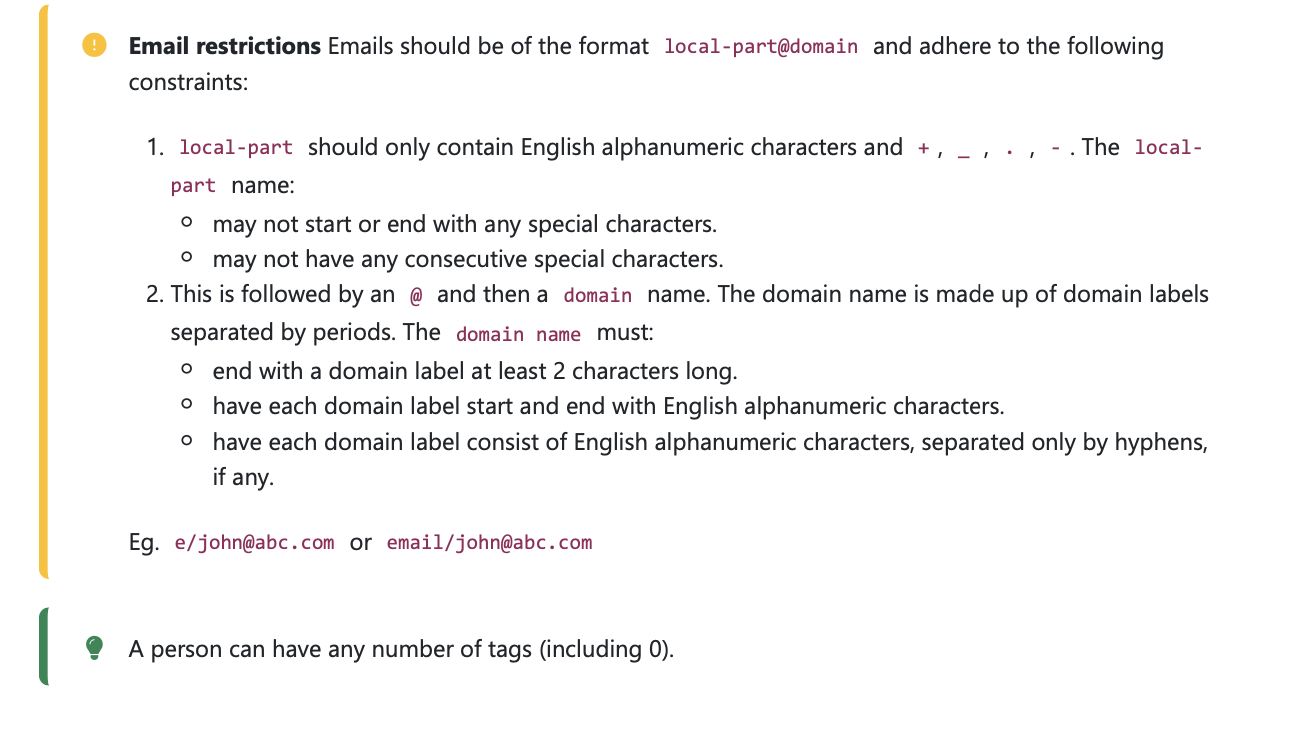 Email restrictions Emails should be of the format local-part@domain and adhere to the following
constraints:
1. local-part should only contain English alphanumeric characters and +, _ , . , - . The local-
part name:
may not start or end with any special characters.
may not have any consecutive special characters.
2. This is followed by an @ and then a domain name. The domain name is made up of domain labels
separated by periods. The domain name must:
end with a domain label at least 2 characters long.
have each domain label start and end with English alphanumeric characters.
have each domain label consist of English alphanumeric characters, separated only by hyphens,
if any.
Eg. e/john@abc.com or email/john@abc.com
A person can have any number of tags (including 0).